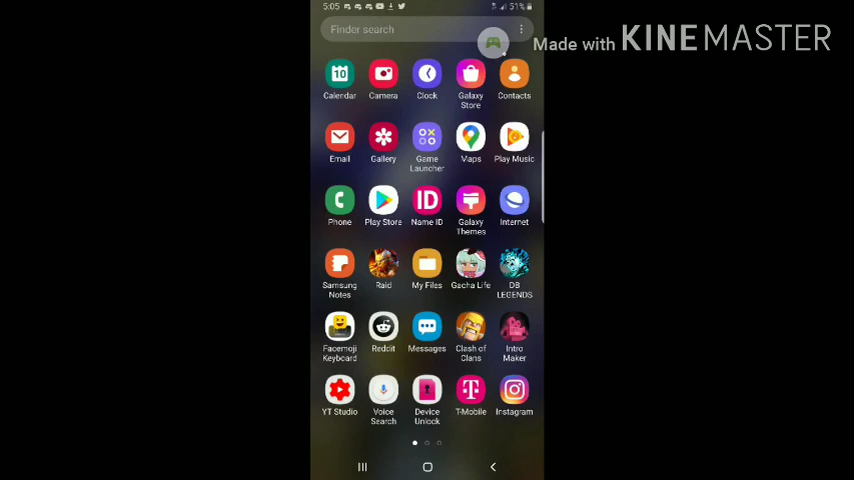 5:05
51%
Finder search
Made with KINEMASTER
10
Calendar
Camera
Clock
Galaxy
Store
Contacts
Email
Gallery
Game
Launcher
Maps
Play Music
Phone
Play Store
ID
Name ID
Galaxy
Themes
Internet
Samsung
Notes
Raid
My Files
Gacha Life
DB
LEGENDS
Facemoji
Keyboard
Reddit
Messages
Clash of
Clans
Intro
Maker
YT Studio
Voice
Search
Device
Unlock
T
T-Mobile
Instagram